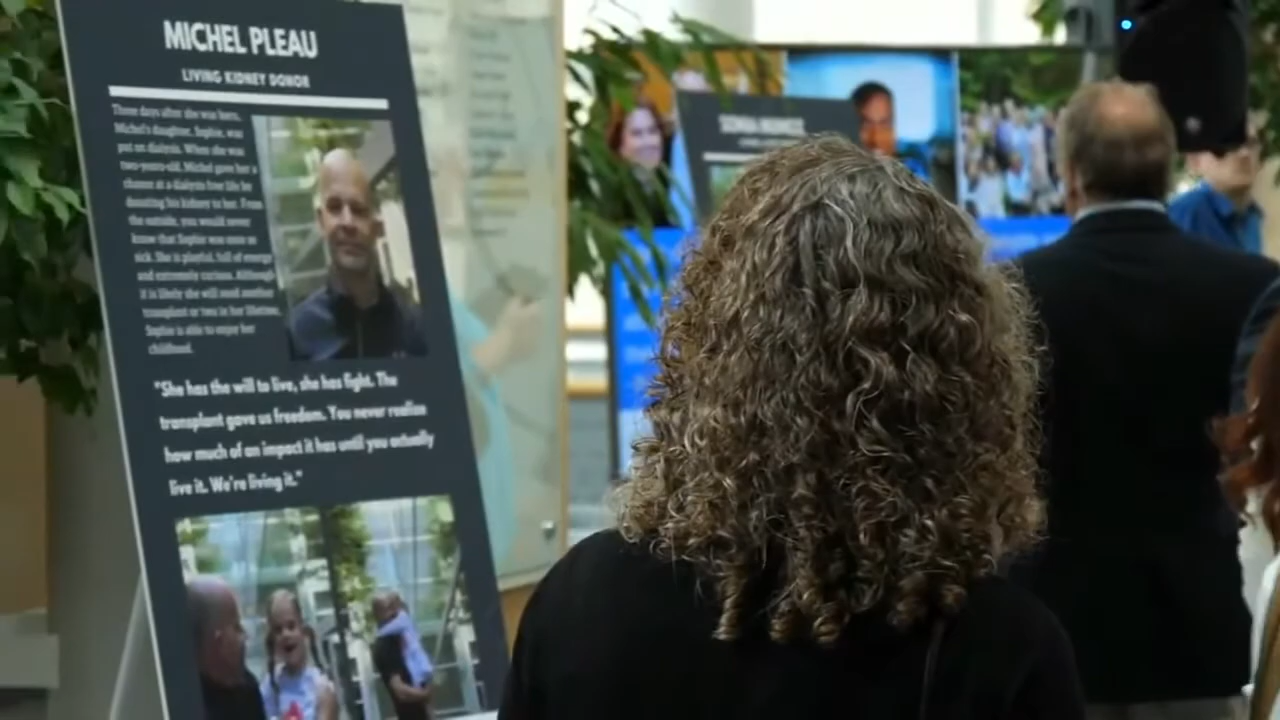 MICHEL PLEAU
LIVING KIDNEY DONOR
Three days after she was born,
Michel's daughter, Sophie, was
put on dialysis. When she was
two-years-old, Michel gave her a
chance at a dialysis free life by
donating his kidney to her. From
the outside, you would never
know that Sophie was once so
sick. She is playful, full of energy
and extremely curious. Although
it is likely she will need another
transplant or two in her lifetime,
Sophie is able to enjoy her
childhood.
"She has the will to live, she has fight. The
transplant gave us freedom. You never realize
how much of an impact it has until you actually
live it. We're living it."